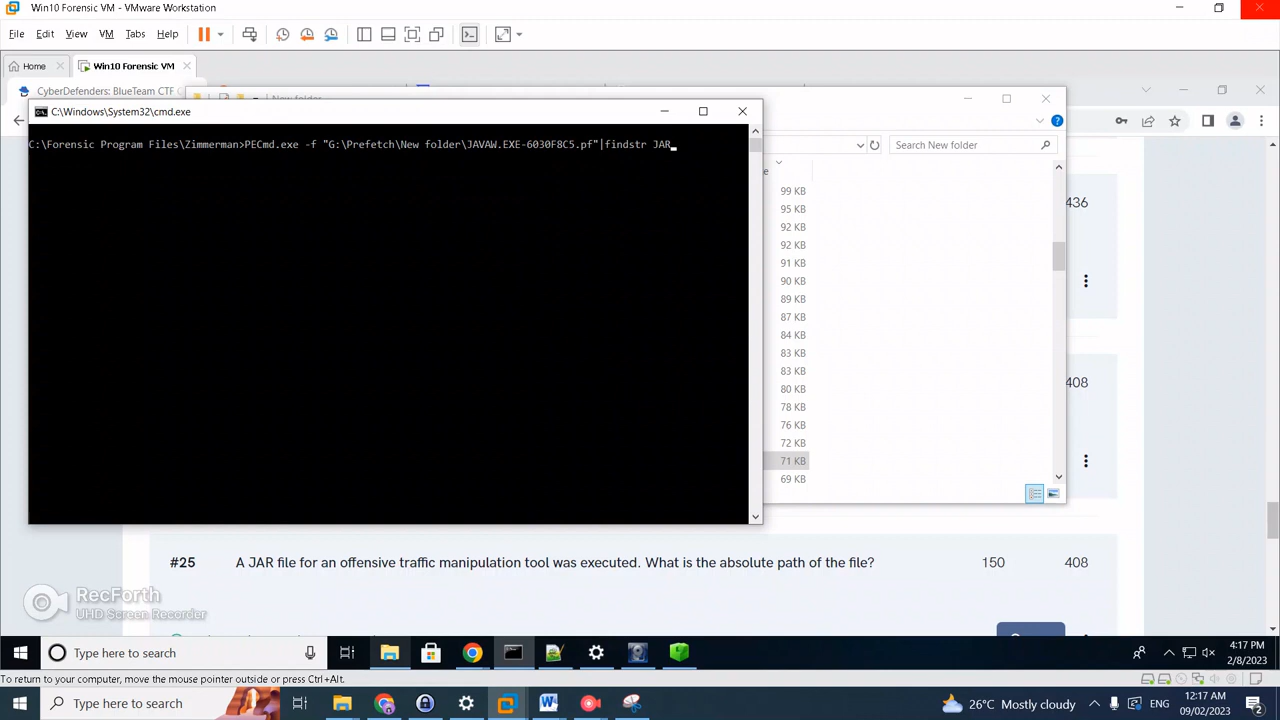 Win10 Forensic VM - VMware Workstation
File Edit View VM Tabs Help
Home Win10 Forensic VM
CyberDefenders: BlueTeam CTF
New folder
C:\Windows\System32\cmd.exe
C:\Forensic Program Files\Zimmerman>PECmd.exe -f "G:\Prefetch\New folder\JAVAW.EXE-6030F8C5.pf"|findstr JAR
Search New folder
99 KB
95 KB
436
92 KB
92 KB
91 KB
90 KB
89 KB
87 KB
84 KB
83 KB
83 KB
408
80 KB
78 KB
76 KB
72 KB
71 KB
69 KB
#25 A JAR file for an offensive traffic manipulation tool was executed. What is the absolute path of the file? 150 408
RecForth
UHD Screen Recorder
Type here to search
4:17 PM
2/8/2023
To return to your computer, move the mouse pointer outside or press Ctrl+Alt.
Type here to search
26°C Mostly cloudy
ENG
12:17 AM
09/02/2023
2